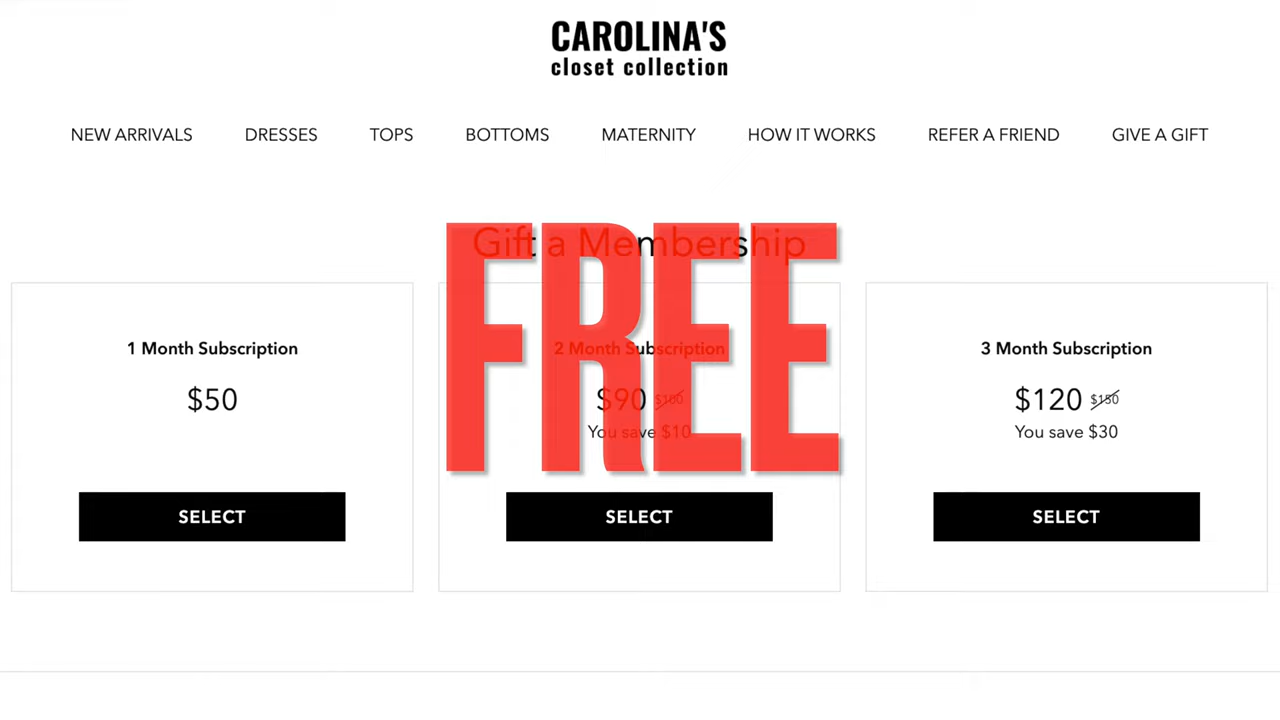 CAROLINA'S
closet collection
NEW ARRIVALS DRESSES TOPS BOTTOMS MATERNITY HOW IT WORKS REFER A FRIEND GIVE A GIFT
Gift a Membership
FREE
1 Month Subscription
$50
SELECT
2 Month Subscription
$90 $100
You save $10
SELECT
3 Month Subscription
$120 $150
You save $30
SELECT